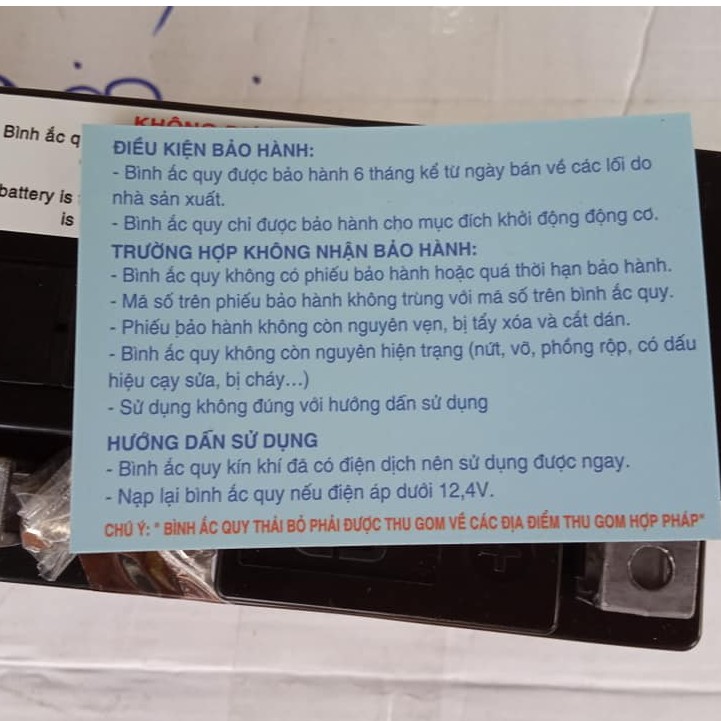 KHÔNG
Bình ắc q
battery is
is
ĐIỀU KIỆN BẢO HÀNH:
- Bình ắc quy được bảo hành 6 tháng kể từ ngày bán về các lối do
nhà sản xuất.
- Bình ắc quy chỉ được bảo hành cho mục đích khởi động động cơ.
TRƯỜNG HỢP KHÔNG NHẬN BẢO HÀNH:
- Bình ắc quy không có phiếu bảo hành hoặc quá thời hạn bảo hành.
- Mã số trên phiếu bảo hành không trùng với mã số trên bình ắc quy.
- Phiếu bảo hành không còn nguyên vẹn, bị tẩy xóa và cắt dán.
- Bình ắc quy không còn nguyên hiện trạng (nứt, vỡ, phồng rộp, có dấu
hiệu cạy sửa, bị cháy...)
- Sử dụng không đúng với hướng dẫn sử dụng
HƯỚNG DẪN SỬ DỤNG
- Bình ắc quy kín khí đã có điện dịch nên sử dụng được ngay.
- Nạp lại bình ắc quy nếu điện áp dưới 12,4V.
CHÚ Ý: " BÌNH ẮC QUY THẢI BỎ PHẢI ĐƯỢC THU GOM VỀ CÁC ĐỊA ĐIỂM THU GOM HỢP PHÁP"